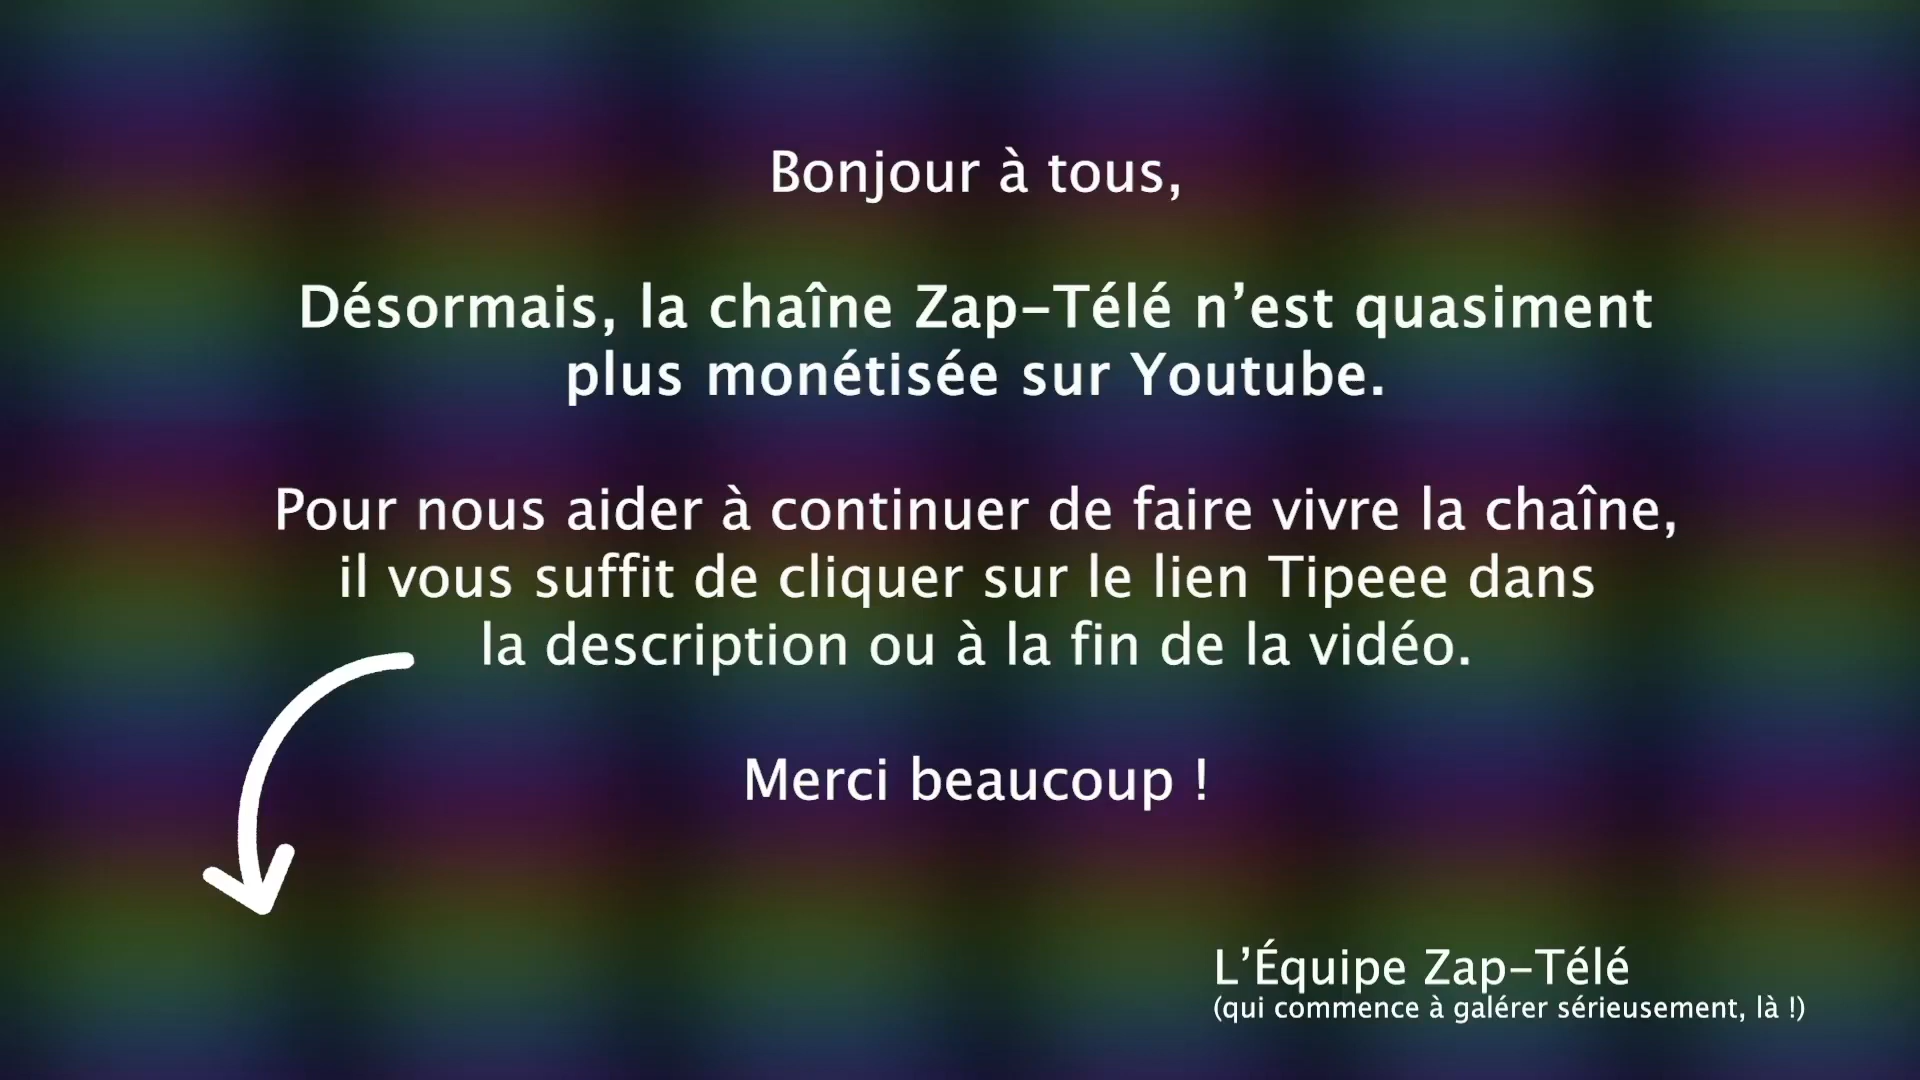 Bonjour à tous,
Désormais, la chaîne Zap-Télé n’est quasiment
plus monétisée sur Youtube.
Pour nous aider à continuer de faire vivre la chaîne,
il vous suffit de cliquer sur le lien Tipeee dans
la description ou à la fin de la vidéo.
Merci beaucoup !
L’Équipe Zap-Télé
(qui commence à galérer sérieusement, là !)